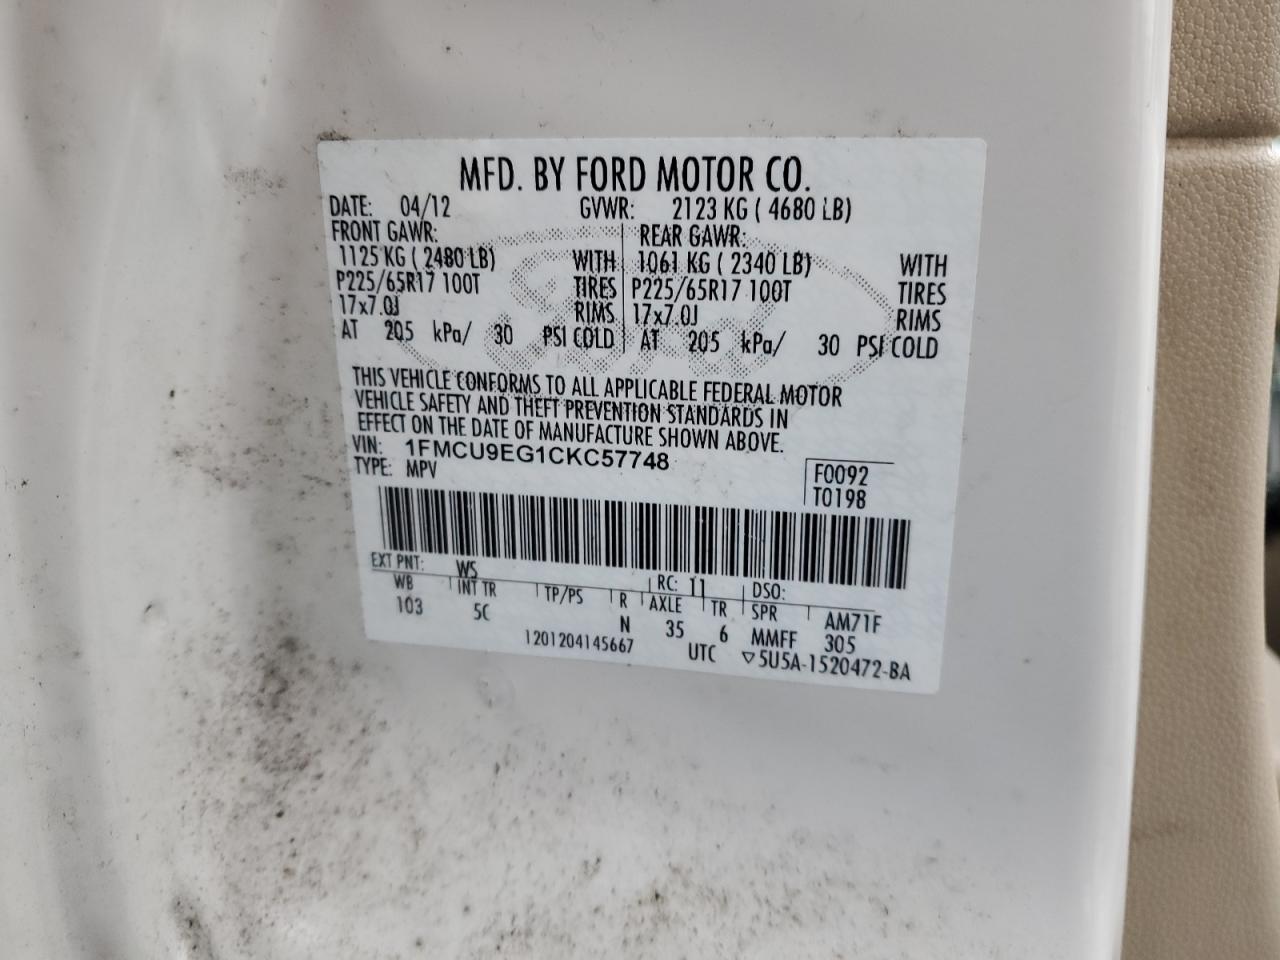 MFD. BY FORD MOTOR CO.
DATE: 04/12 GVWR: 2123 KG ( 4680 LB)
FRONT GAWR: REAR GAWR:
1125 KG ( 2480 LB) WITH 1061 KG ( 2340 LB) WITH
P225/65R17 100T TIRES P225/65R17 100T TIRES
17x7.0J RIMS 17x7.0J RIMS
AT 205 kPa/ 30 PSI COLD AT 205 kPa/ 30 PSI COLD
THIS VEHICLE CONFORMS TO ALL APPLICABLE FEDERAL MOTOR
VEHICLE SAFETY AND THEFT PREVENTION STANDARDS IN
EFFECT ON THE DATE OF MANUFACTURE SHOWN ABOVE.
VIN: 1FMCU9EG1CKC57748
TYPE: MPV
F0092
T0198
EXT PNT: WS RC: 11 DSO:
WB INT TR TP/PS R AXLE TR SPR AM71F
103 5C N 35 6 MMFF 305
1201204145667 UTC ▽5U5A-1520472-BA